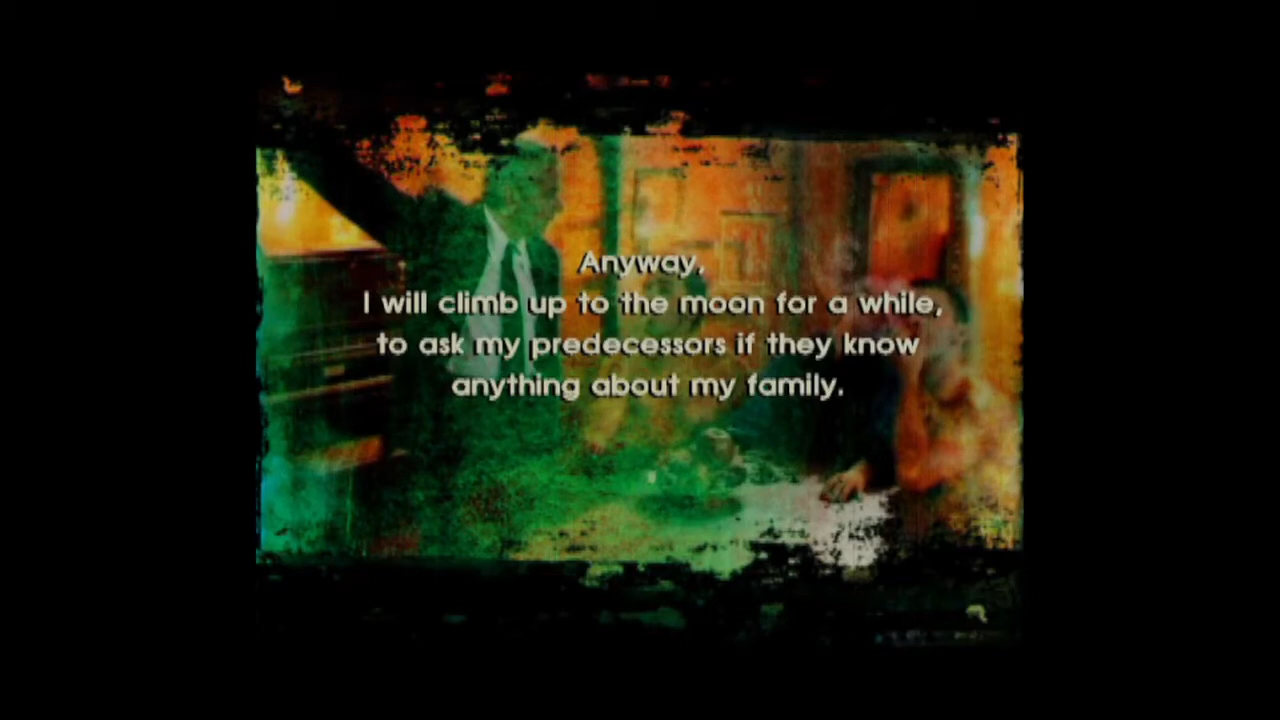 Anyway,
I will climb up to the moon for a while,
to ask my predecessors if they know
anything about my family.